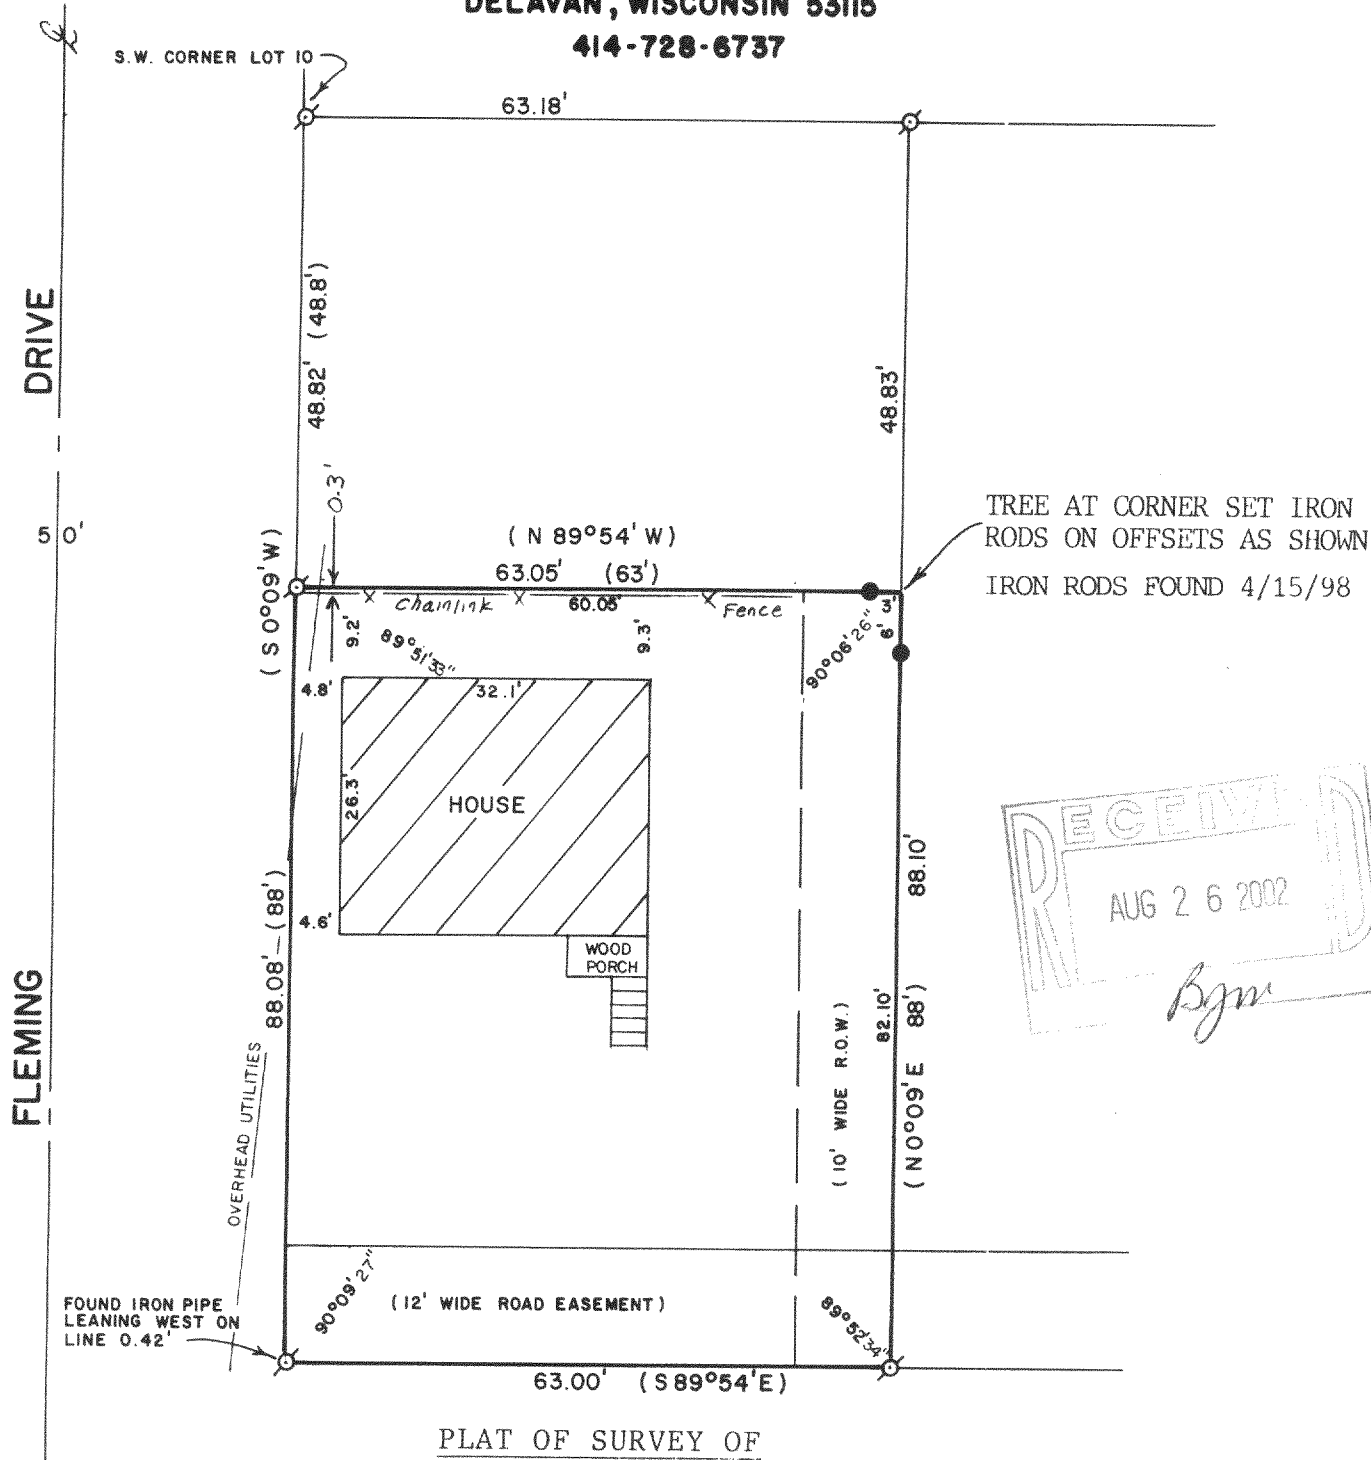 DELAVAN, WISCONSIN 53115
414-728-6737
S.W. CORNER LOT 10
63.18'
48.82' (48.8')
48.83'
DRIVE
50'
0.3'
(S 0°09' W)
(N 89°54' W)
63.05' (63')
TREE AT CORNER SET IRON
RODS ON OFFSETS AS SHOWN
IRON RODS FOUND 4/15/98
Chainlink
60.05'
Fence
3'
6'
9.2'
89°51'33"
9.3'
90°06'26"
4.8'
32.1'
26.3'
HOUSE
4.6'
WOOD
PORCH
88.08' - (88')
88.10'
82.10'
(N 0°09' E 88')
(10' WIDE R.O.W.)
RECEIVED
AUG 26 2002
FLEMING
OVERHEAD UTILITIES
FOUND IRON PIPE
LEANING WEST ON
LINE 0.42'
90°09'27"
(12' WIDE ROAD EASEMENT)
89°52'34"
63.00' (S 89°54' E)
PLAT OF SURVEY OF